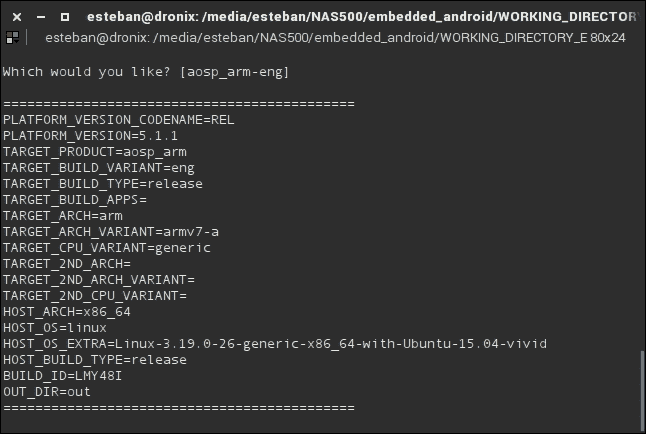 esteban@dronix: /media/esteban/NAS500/embedded_android/WORKING_DIRECTORY
esteban@dronix: /media/esteban/NAS500/embedded_android/WORKING_DIRECTORY_E 80x24
Which would you like? [aosp_arm-eng]
============================================
PLATFORM_VERSION_CODENAME=REL
PLATFORM_VERSION=5.1.1
TARGET_PRODUCT=aosp_arm
TARGET_BUILD_VARIANT=eng
TARGET_BUILD_TYPE=release
TARGET_BUILD_APPS=
TARGET_ARCH=arm
TARGET_ARCH_VARIANT=armv7-a
TARGET_CPU_VARIANT=generic
TARGET_2ND_ARCH=
TARGET_2ND_ARCH_VARIANT=
TARGET_2ND_CPU_VARIANT=
HOST_ARCH=x86_64
HOST_OS=linux
HOST_OS_EXTRA=Linux-3.19.0-26-generic-x86_64-with-Ubuntu-15.04-vivid
HOST_BUILD_TYPE=release
BUILD_ID=LMY48I
OUT_DIR=out
============================================